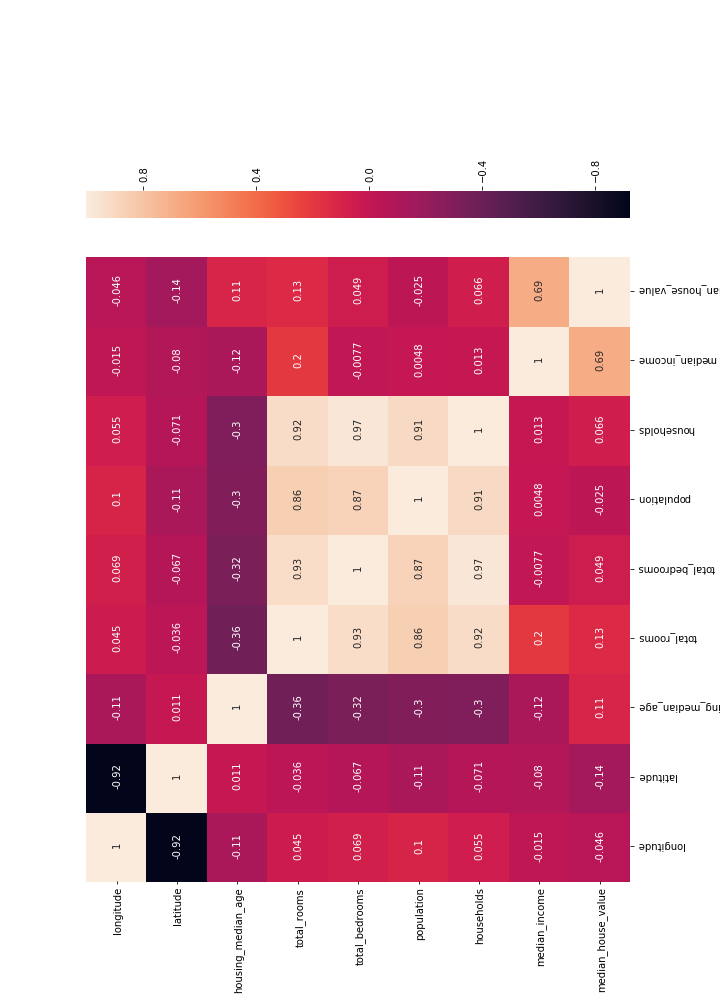 longitude 1 -0.92 -0.11 0.045 0.069 0.1 0.055 -0.015 -0.046
latitude -0.92 1 0.011 -0.036 -0.067 -0.11 -0.071 -0.08 -0.14
housing_median_age -0.11 0.011 1 -0.36 -0.32 -0.3 -0.3 -0.12 0.11
total_rooms 0.045 -0.036 -0.36 1 0.93 0.86 0.92 0.2 0.13
total_bedrooms 0.069 -0.067 -0.32 0.93 1 0.87 0.97 -0.0077 0.049
population 0.1 -0.11 -0.3 0.86 0.87 1 0.91 0.0048 -0.025
households 0.055 -0.071 -0.3 0.92 0.97 0.91 1 0.013 0.066
median_income -0.015 -0.08 -0.12 0.2 -0.0077 0.0048 0.013 1 0.69
median_house_value -0.046 -0.14 0.11 0.13 0.049 -0.025 0.066 0.69 1
longitude
latitude
ing_median_age
total_rooms
total_bedrooms
population
households
median_income
an_house_value
0.8
0.4
0.0
−0.4
−0.8